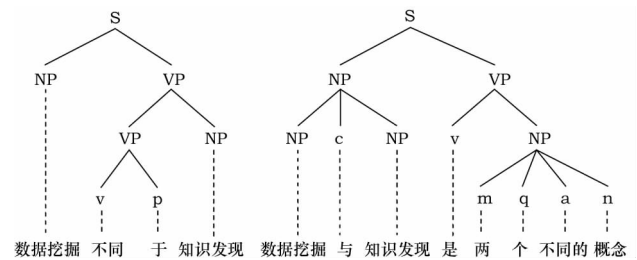 S S
NP VP NP VP
VP NP NP c NP v NP
v p m q a n
数据挖掘 不同 于 知识发现 数据挖掘 与 知识发现 是 两 个 不同的 概念